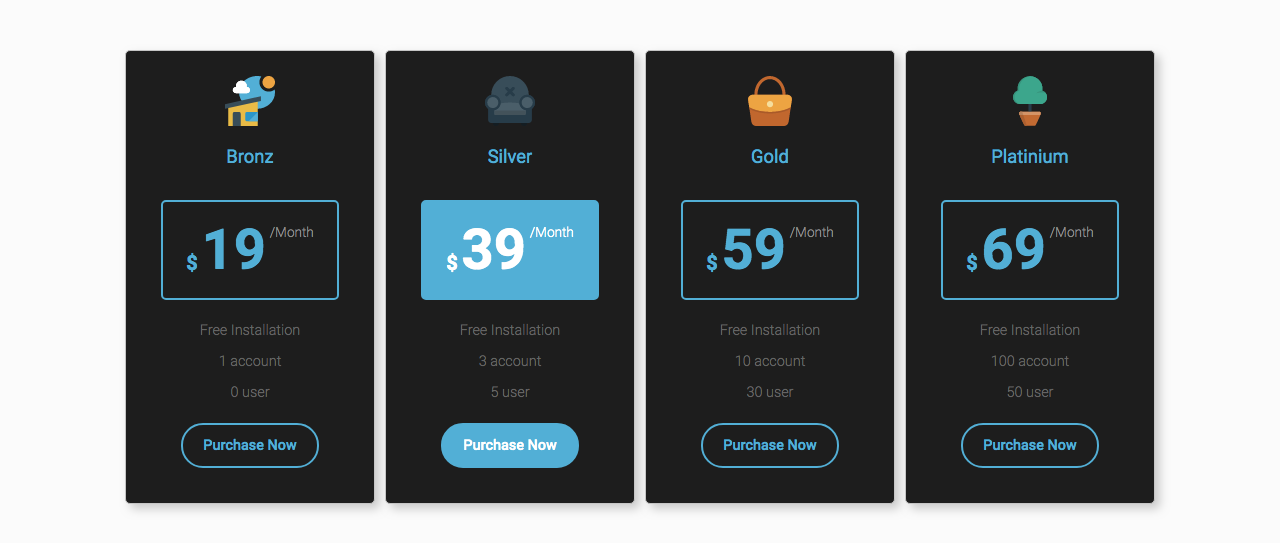 Bronz
$19/Month
Free Installation
1 account
0 user
Purchase Now
Silver
$39/Month
Free Installation
3 account
5 user
Purchase Now
Gold
$59/Month
Free Installation
10 account
30 user
Purchase Now
Platinium
$69/Month
Free Installation
100 account
50 user
Purchase Now